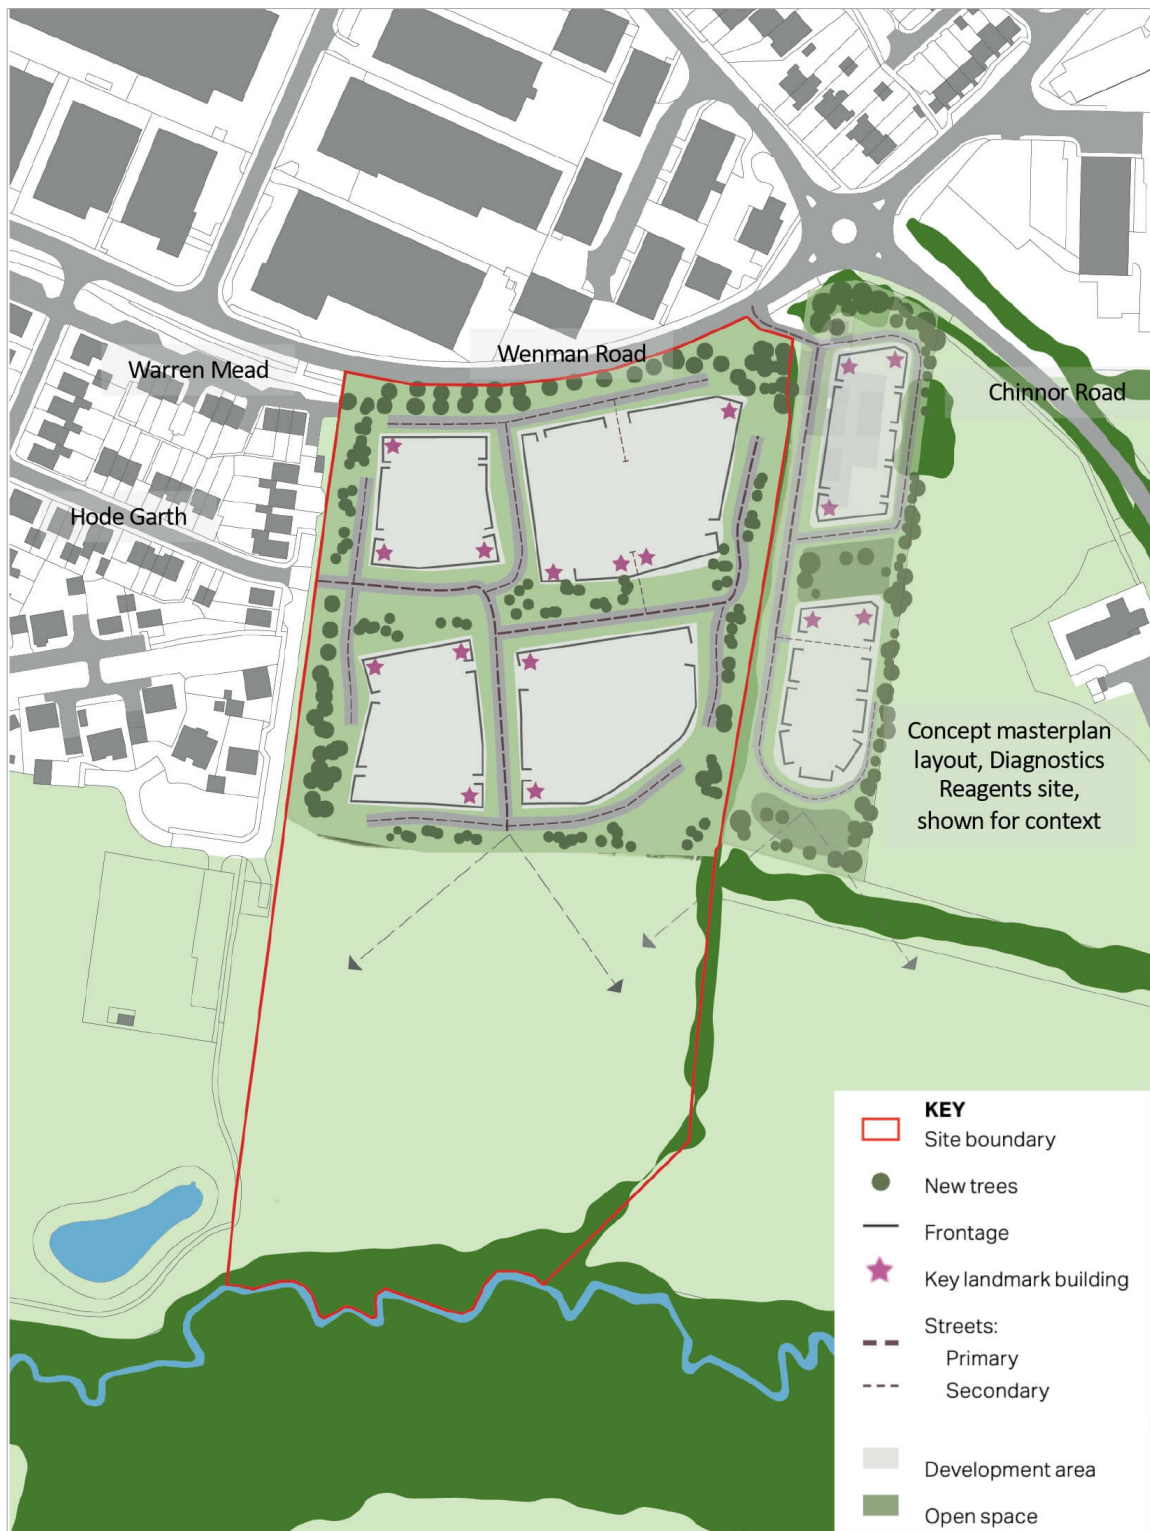 Wenman Road
Warren Mead
Chinnor Road
Hode Garth
Concept masterplan
layout, Diagnostics
Reagents site,
shown for context
KEY
Site boundary
New trees
Frontage
Key landmark building
Streets:
Primary
Secondary
Development area
Open space